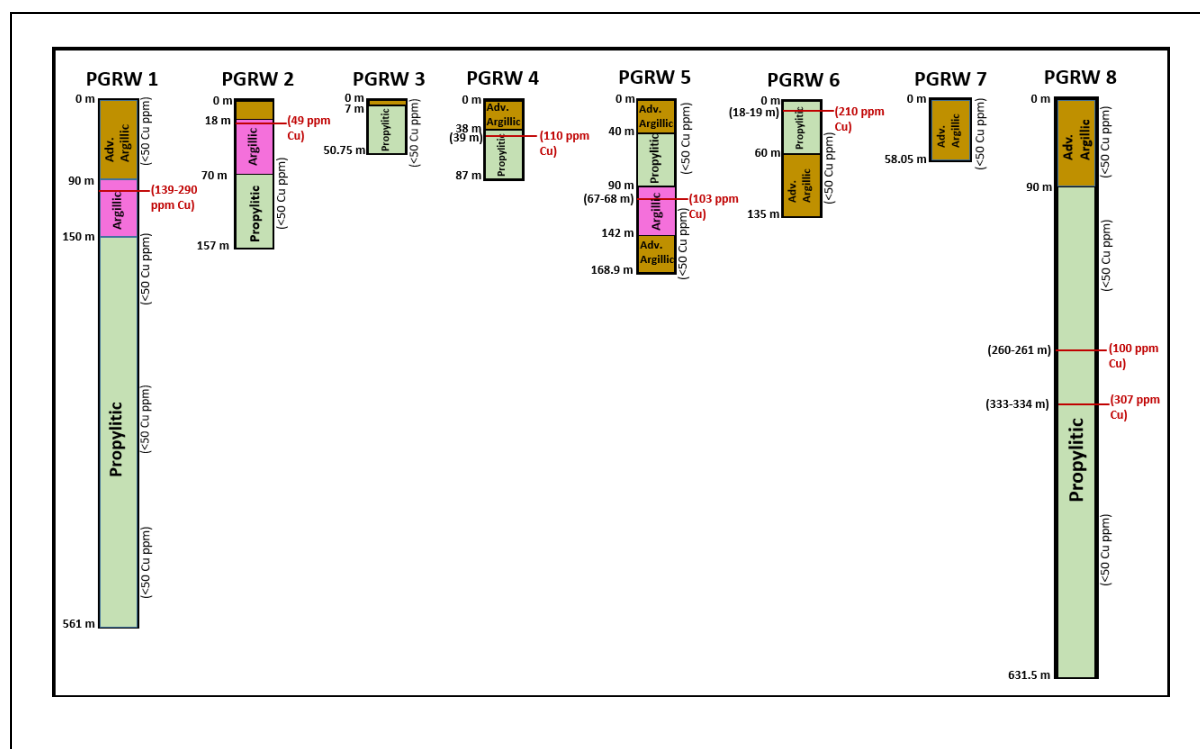 PGRW 1
0 m
Adv.
Argillic
(<50 Cu ppm)
90 m
(139-290
ppm Cu)
Argillic
150 m
(<50 Cu ppm)
Propylitic
(<50 Cu ppm)
(<50 Cu ppm)
561 m
PGRW 2
0 m
18 m
(49 ppm
Cu)
Argillic
70 m
(<50 Cu ppm)
Propylitic
157 m
PGRW 3
0 m
7 m
Propylitic
(<50 Cu ppm)
50.75 m
PGRW 4
0 m
Adv.
Argillic
38 m
(39 m)
(110 ppm
Cu)
Propylitic
87 m
PGRW 5
0 m
Adv.
Argillic
40 m
Propylitic
(<50 Cu ppm)
90 m
(67-68 m)
(103 ppm
Cu)
Argillic
142 m
(<50 Cu ppm)
Adv.
Argillic
168.9 m
PGRW 6
0 m
(18-19 m)
(210 ppm
Cu)
Propylitic
60 m
(<50 Cu ppm)
Adv.
Argillic
135 m
PGRW 7
0 m
Adv.
Argillic
(<50 Cu ppm)
58.05 m
PGRW 8
0 m
Adv.
Argillic
(<50 Cu ppm)
90 m
(<50 Cu ppm)
(260-261 m)
(100 ppm
Cu)
(333-334 m)
(307 ppm
Cu)
Propylitic
(<50 Cu ppm)
631.5 m